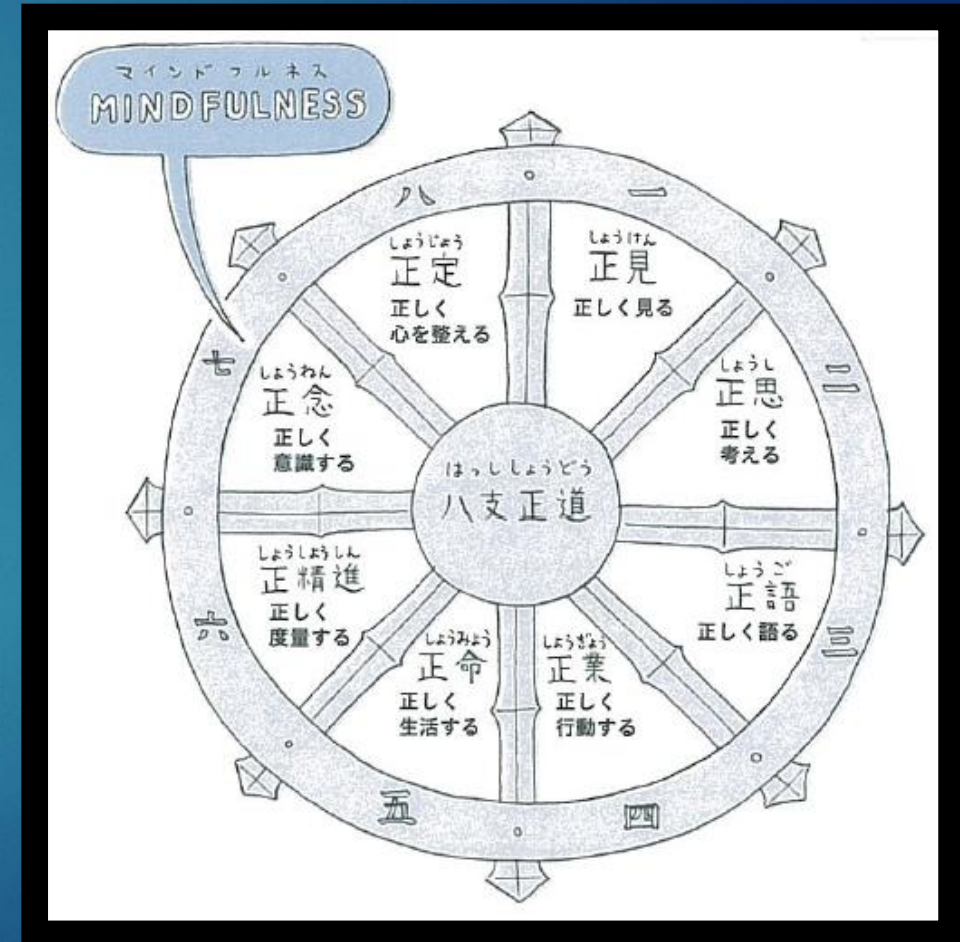 マインドフルネス
MINDFULNESS
はっししょうどう
八支正道
一
しょうけん
正見
正しく見る
二
しょうし
正思
正しく
考える
三
しょうご
正語
正しく語る
四
しょうぎょう
正業
正しく
行動する
五
しょうみょう
正命
正しく
生活する
六
しょうしょうしん
正精進
正しく
度量する
七
しょうねん
正念
正しく
意識する
八
しょうじょう
正定
正しく
心を整える